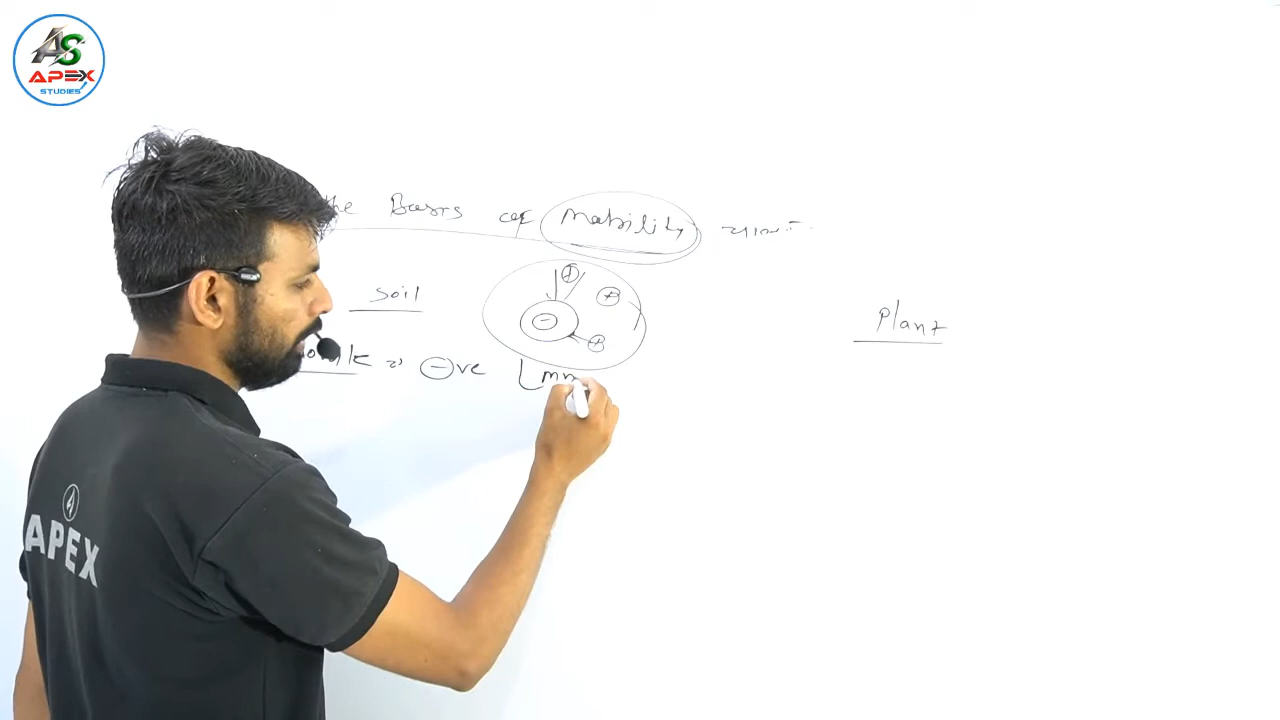 AS
APEX
STUDIES
the Basis of Mobility
Soil
Plant
⊖ve
APEX